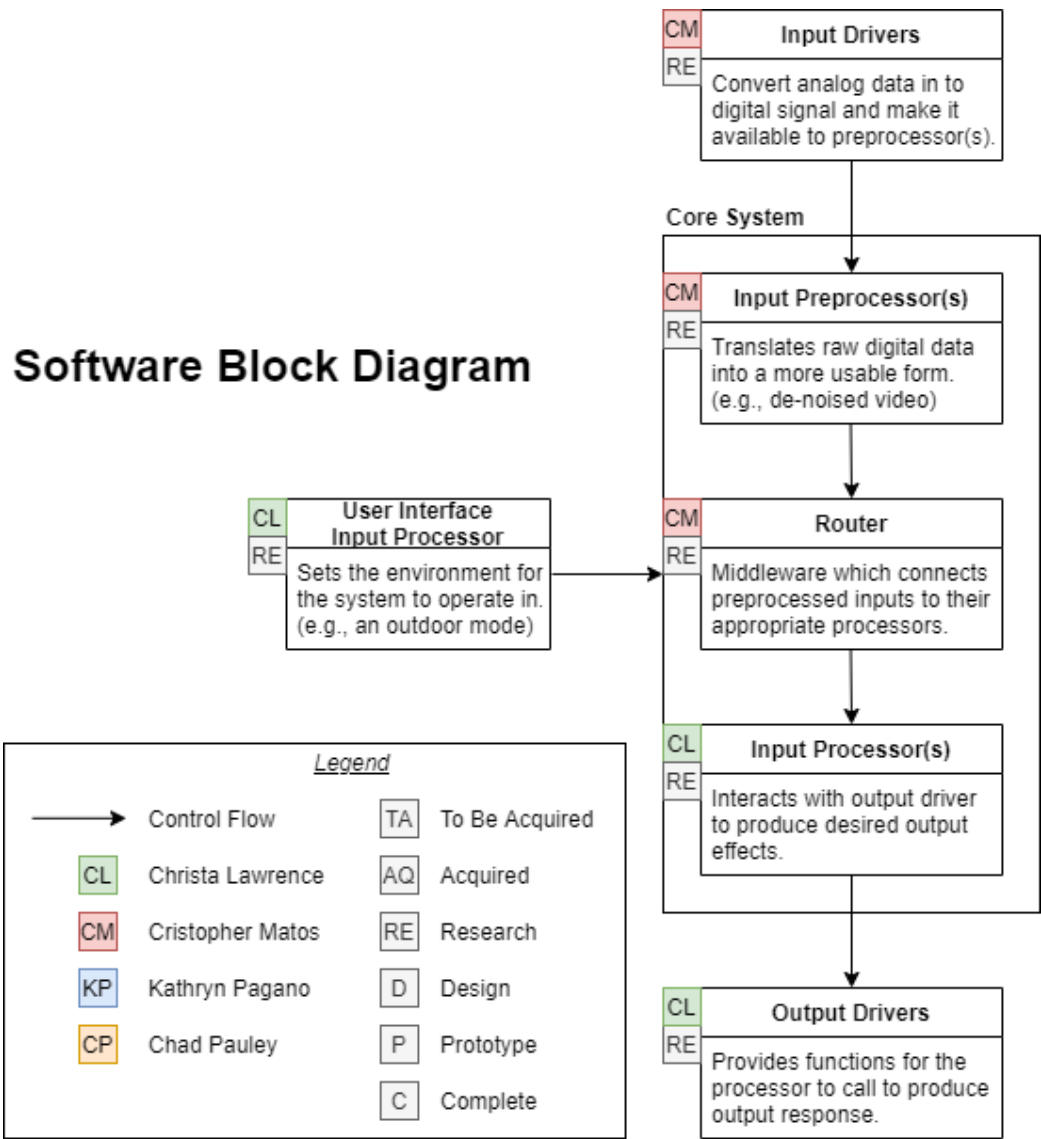 CM
Input Drivers
RE
Convert analog data in to
digital signal and make it
available to preprocessor(s).
Core System
CM
Input Preprocessor(s)
RE
Translates raw digital data
into a more usable form.
(e.g., de-noised video)
Software Block Diagram
CL
User Interface
Input Processor
RE
Sets the environment for
the system to operate in.
(e.g., an outdoor mode)
CM
Router
RE
Middleware which connects
preprocessed inputs to their
appropriate processors.
CL
Input Processor(s)
RE
Interacts with output driver
to produce desired output
effects.
Legend
Control Flow
TA To Be Acquired
CL Christa Lawrence
AQ Acquired
CM Cristopher Matos
RE Research
KP Kathryn Pagano
D Design
CP Chad Pauley
P Prototype
C Complete
CL
Output Drivers
RE
Provides functions for the
processor to call to produce
output response.